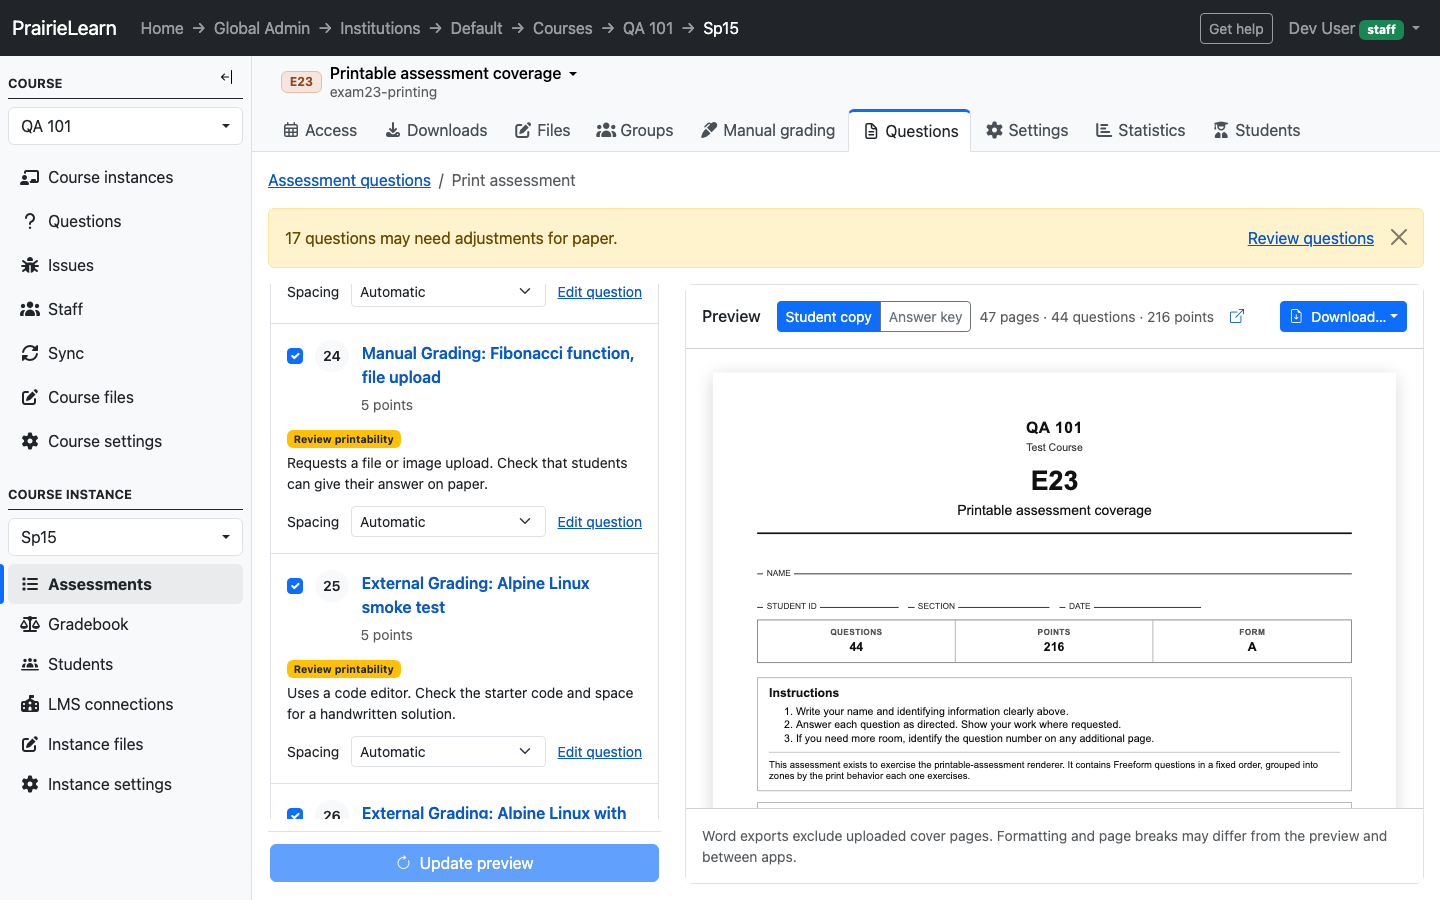 PrairieLearn
Home → Global Admin → Institutions → Default → Courses → QA 101 → Sp15
Get help
Dev User staff
COURSE
QA 101
Course instances
Questions
Issues
Staff
Sync
Course files
Course settings
COURSE INSTANCE
Sp15
Assessments
Gradebook
Students
LMS connections
Instance files
Instance settings
E23
Printable assessment coverage
exam23-printing
Access
Downloads
Files
Groups
Manual grading
Questions
Settings
Statistics
Students
Assessment questions / Print assessment
17 questions may need adjustments for paper.
Review questions
Spacing Automatic Edit question
24 Manual Grading: Fibonacci function,
file upload
5 points
Review printability
Requests a file or image upload. Check that students
can give their answer on paper.
Spacing Automatic Edit question
25 External Grading: Alpine Linux
smoke test
5 points
Review printability
Uses a code editor. Check the starter code and space
for a handwritten solution.
Spacing Automatic Edit question
26 External Grading: Alpine Linux with
Update preview
Preview
Student copy
Answer key
47 pages · 44 questions · 216 points
Download...
QA 101
Test Course
E23
Printable assessment coverage
NAME
STUDENT ID SECTION DATE
QUESTIONS POINTS FORM
44 216 A
Instructions
1. Write your name and identifying information clearly above.
2. Answer each question as directed. Show your work where requested.
3. If you need more room, identify the question number on any additional page.
This assessment exists to exercise the printable-assessment renderer. It contains Freeform questions in a fixed order, grouped into
zones by the print behavior each one exercises.
Word exports exclude uploaded cover pages. Formatting and page breaks may differ from the preview and
between apps.